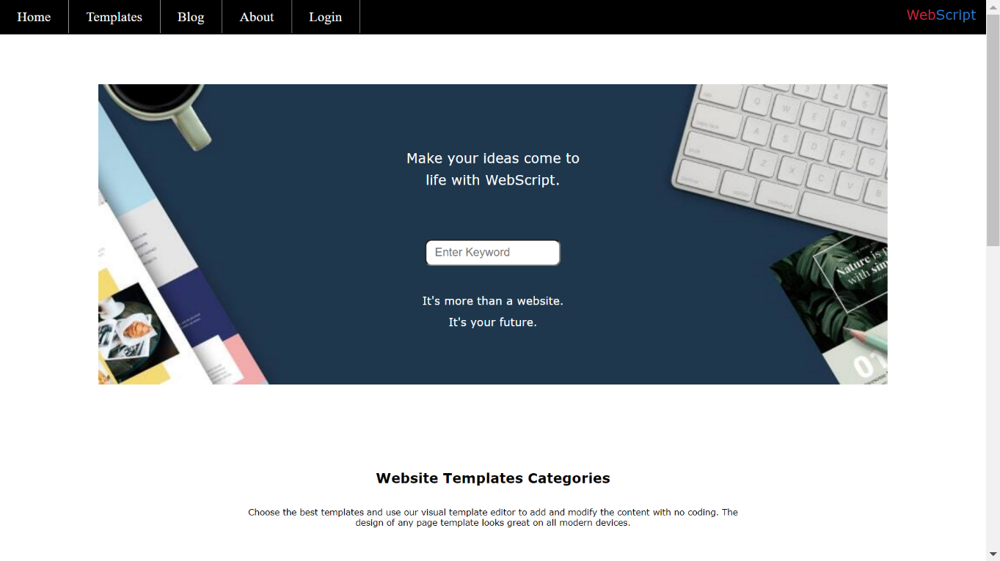 Home
Templates
Blog
About
Login
WebScript
Make your ideas come to
life with WebScript.
Enter Keyword
It's more than a website.
It's your future.
Q
W
E
R
T
A
S
D
F
G
Z
X
C
V
B
option
command
Nature is
with
01
Website Templates Categories
Choose the best templates and use our visual template editor to add and modify the content with no coding. The
design of any page template looks great on all modern devices.